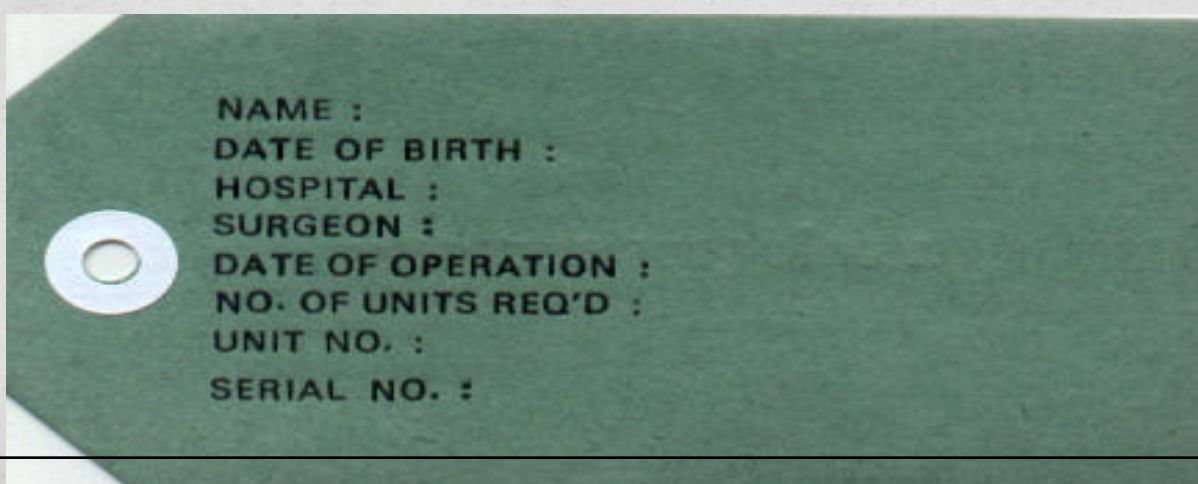 NAME :
DATE OF BIRTH :
HOSPITAL :
SURGEON :
DATE OF OPERATION :
NO. OF UNITS REQ'D :
UNIT NO. :
SERIAL NO. :